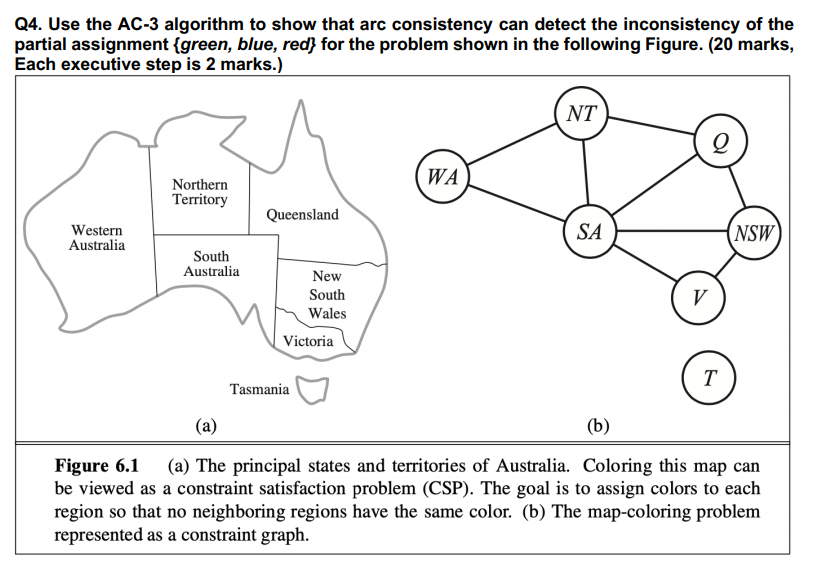 Q4. Use the AC-3 algorithm to show that arc consistency can detect the inconsistency of the
partial assignment {green, blue, red} for the problem shown in the following Figure. (20 marks,
Each executive step is 2 marks.)
Northern
Territory
Western
Australia
Queensland
South
Australia
New
South
Wales
Victoria
Tasmania
(a)
NT
Q
WA
SA
NSW
V
T
(b)
Figure 6.1 (a) The principal states and territories of Australia. Coloring this map can
be viewed as a constraint satisfaction problem (CSP). The goal is to assign colors to each
region so that no neighboring regions have the same color. (b) The map-coloring problem
represented as a constraint graph.